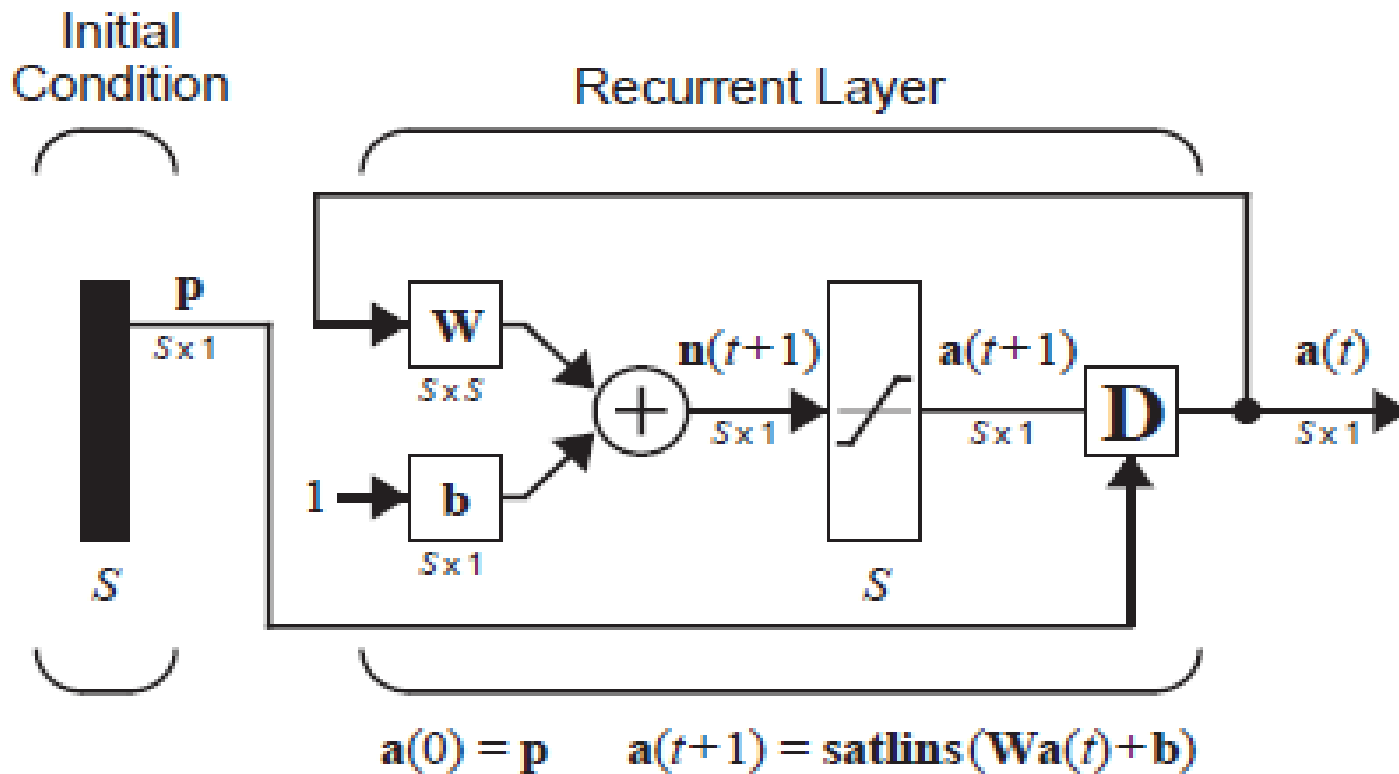 Initial
Condition
Recurrent Layer
p
S x 1
W
S x S
n(t+1)
a(t+1)
a(t)
S x 1
S x 1
D
S x 1
1
b
S x 1
S
S
a(0) = p a(t+1) = satlins(Wa(t)+b)